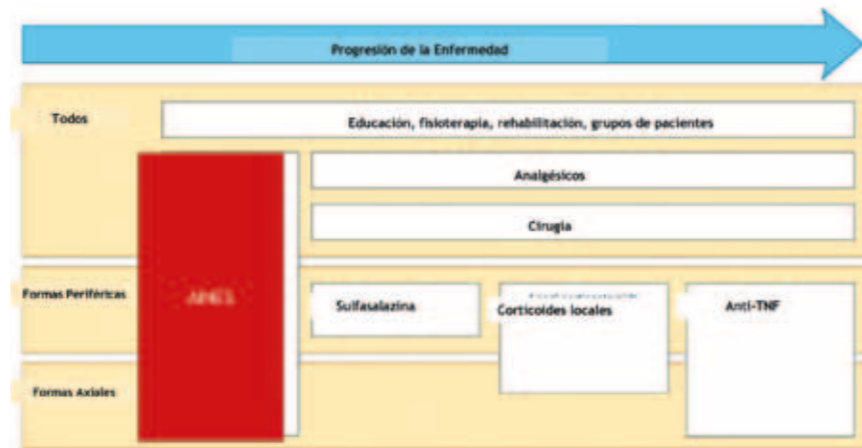 Progresión de la Enfermedad
Todos
Educación, fisioterapia, rehabilitación, grupos de pacientes
Analgésicos
Cirugía
Formas Periféricas
AINES
Sulfasalazina
Corticoides locales
Anti-TNF
Formas Axiales